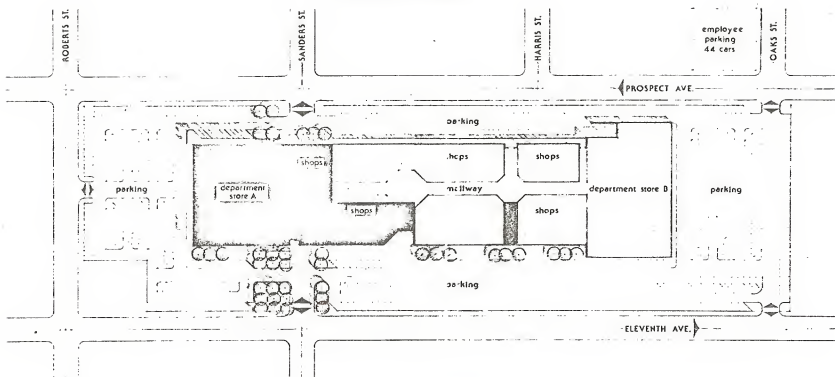 ROBERTS ST.
SANDERS ST.
HARRIS ST.
OAKS ST.
employee
parking
44 cars
PROSPECT AVE.
parking
shops
shops
shops
parking
department
store A
mallway
department store B
parking
shops
shops
parking
ELEVENTH AVE.